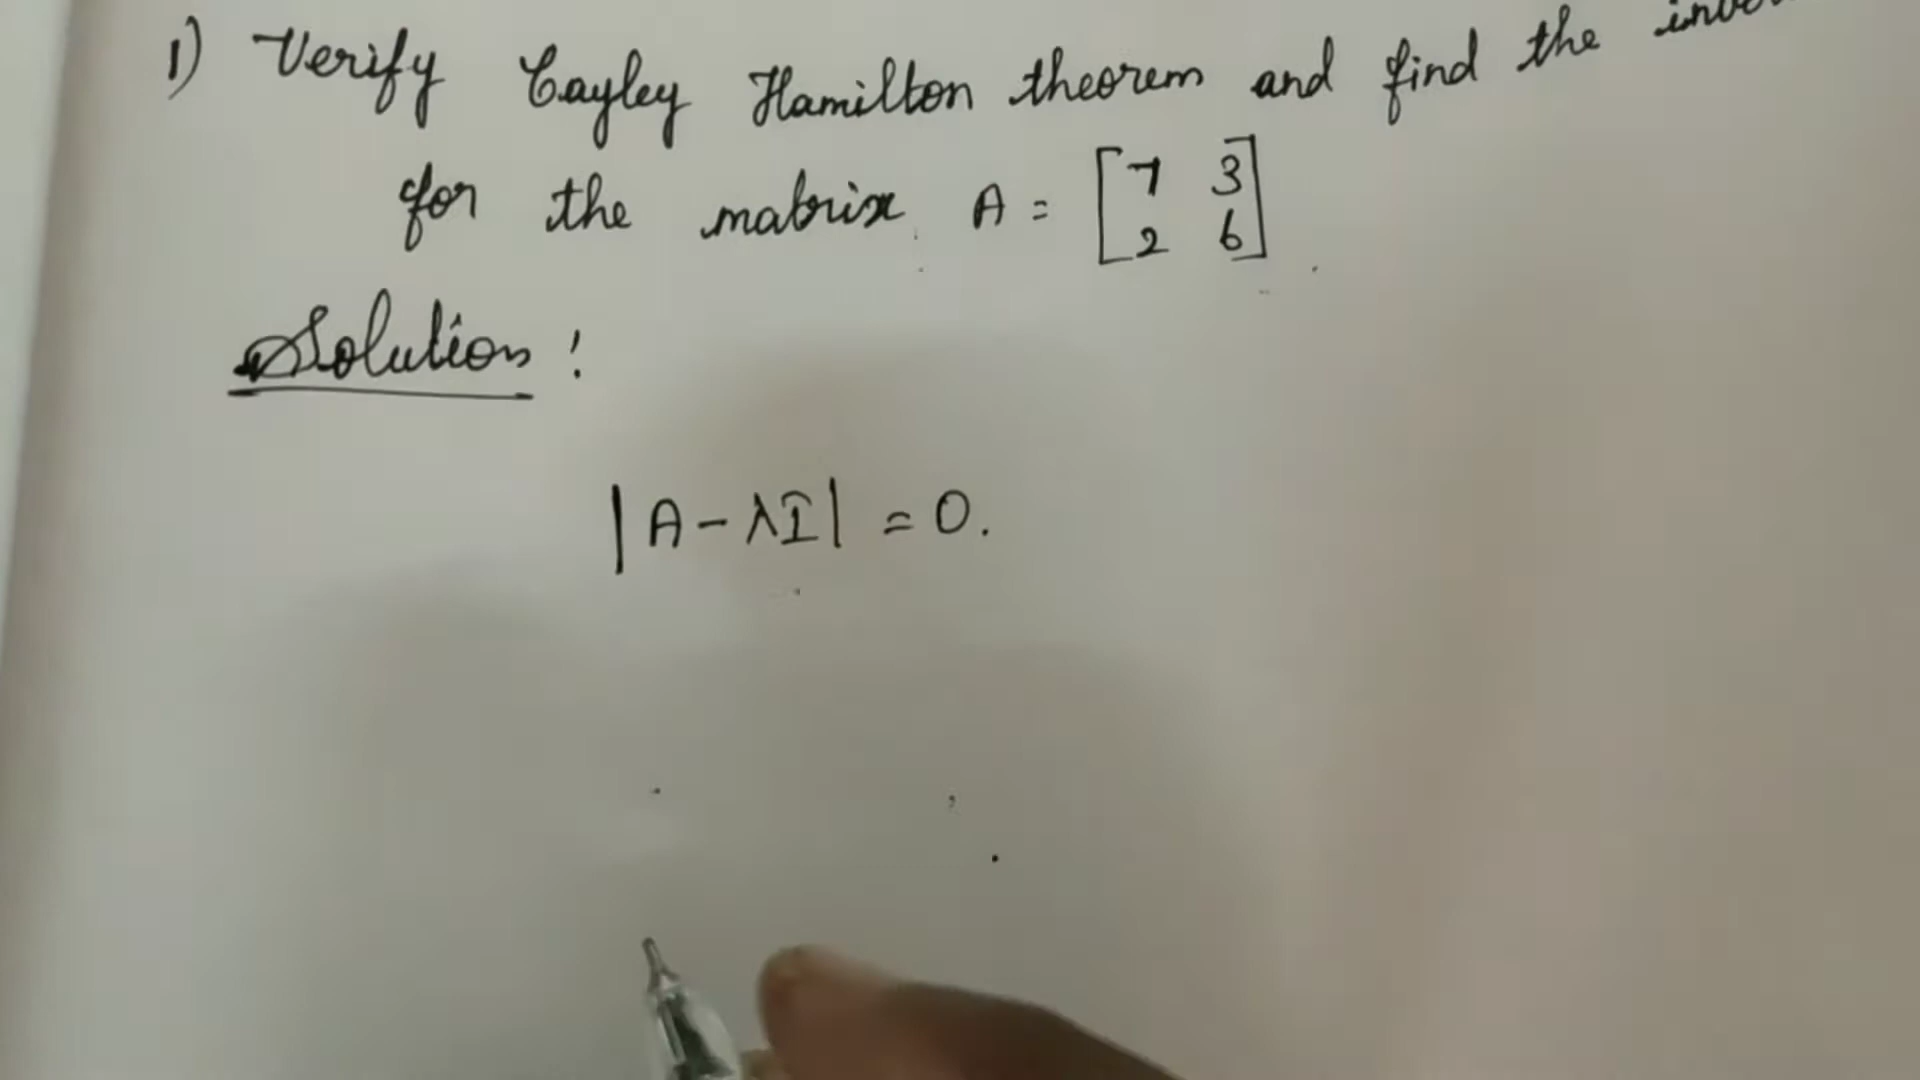 1) Verify Cayley Hamilton theorem and find the
for the matrix A = [7 3
2 6]
Solution :
|A - λI| = 0.